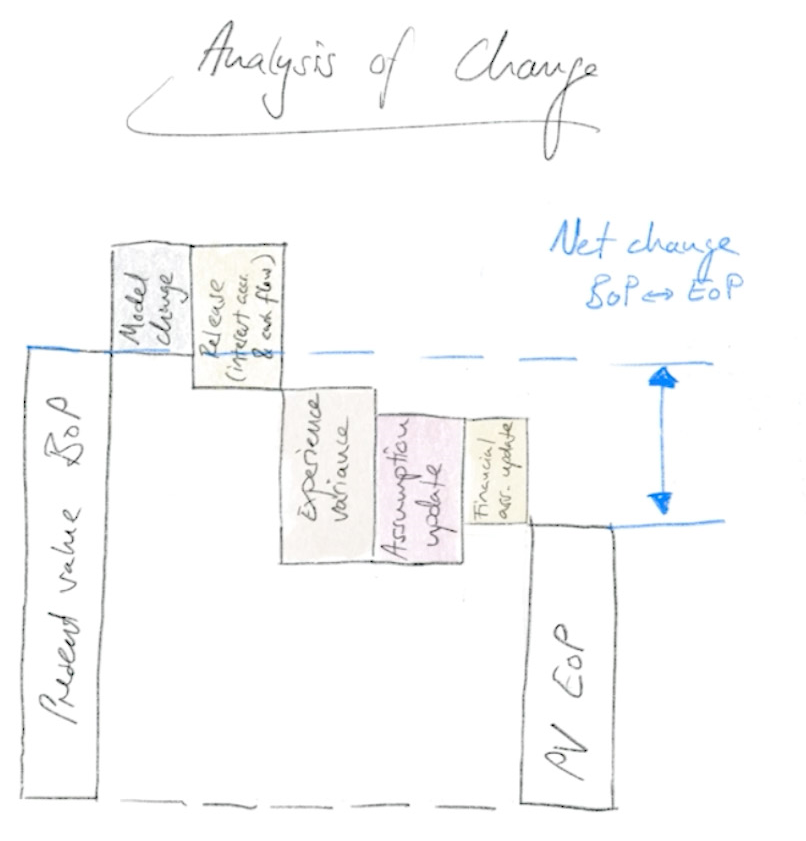 Analysis of Change
Net change
BoP ↔ EoP
Model
change
Release
(interest acc.
& cash flow)
Present value BoP
Experience
variance
Assumption
update
Financial
ass. update
PV EoP